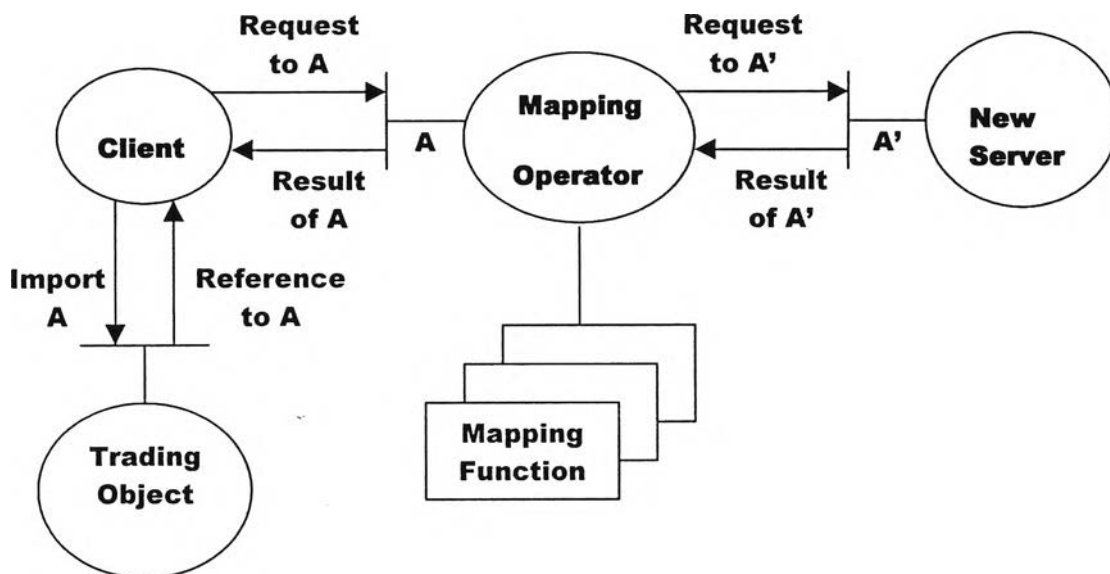 Request
to A
Request
to A’
Client
A
Mapping
Operator
A’
New
Server
Result
of A
Result
of A’
Import
A
Reference
to A
Mapping
Function
Trading
Object